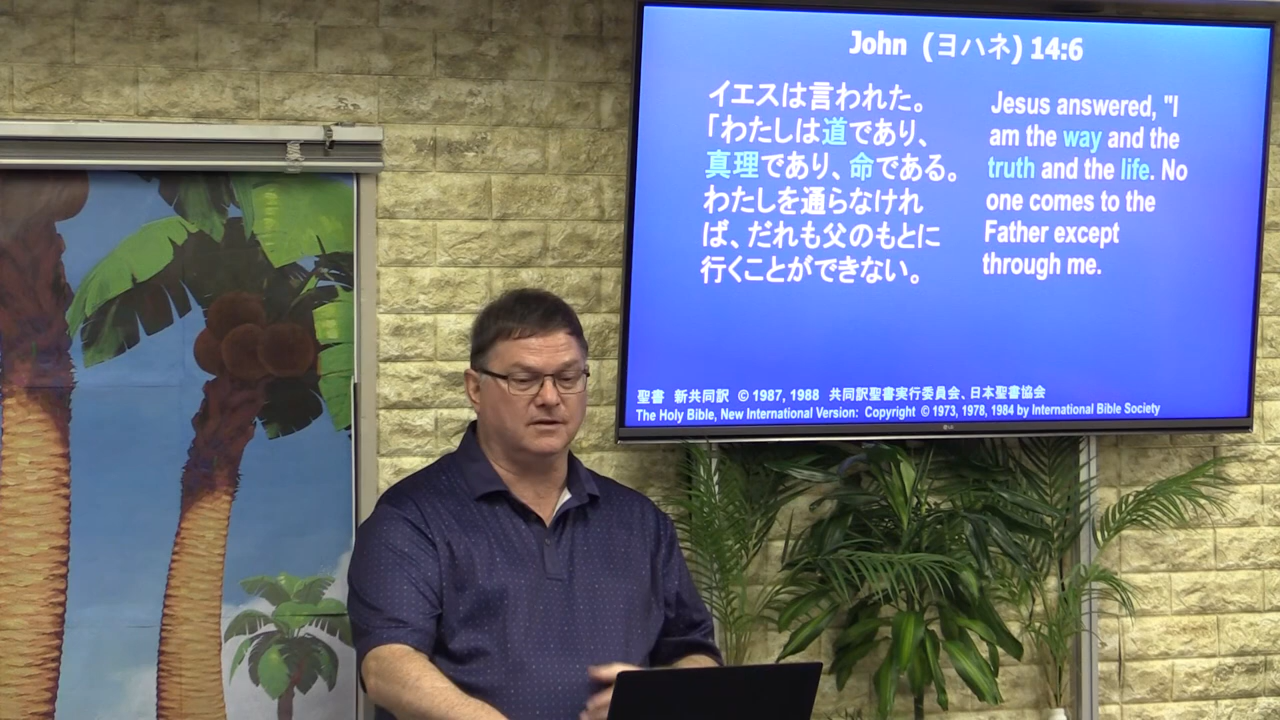 John (ヨハネ) 14:6
イエスは言われた。
「わたしは道であり、
真理であり、命である。
わたしを通らなけれ
ば、だれも父のもとに
行くことができない。
Jesus answered, "I
am the way and the
truth and the life. No
one comes to the
Father except
through me.
聖書 新共同訳 © 1987, 1988 共同訳聖書実行委員会、日本聖書協会
The Holy Bible, New International Version: Copyright © 1973, 1978, 1984 by International Bible Society
LG